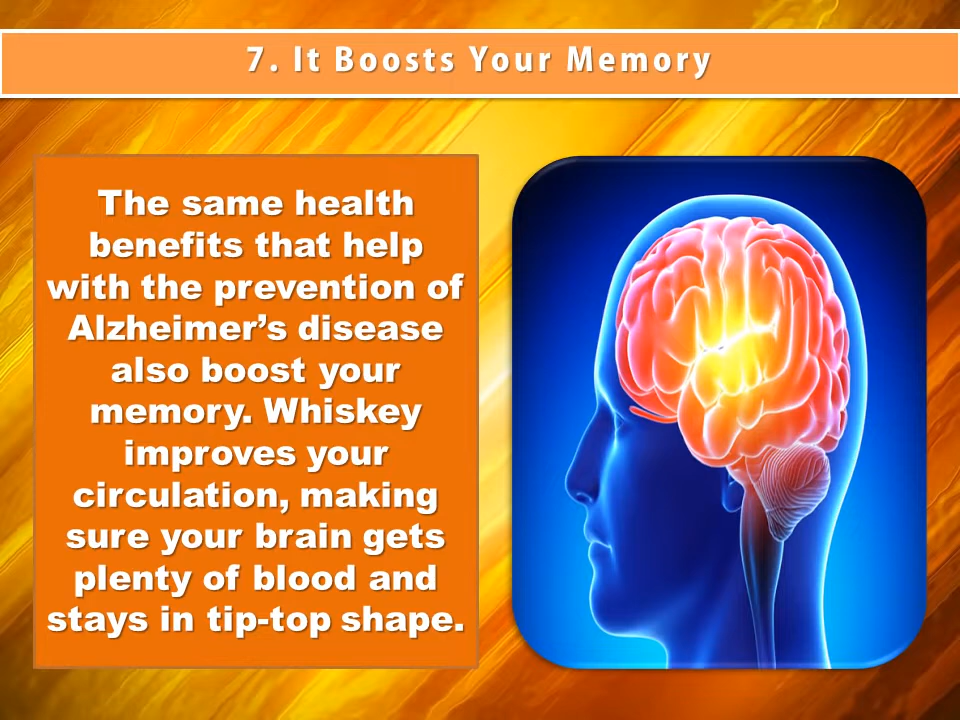 7. It Boosts Your Memory
The same health
benefits that help
with the prevention of
Alzheimer’s disease
also boost your
memory. Whiskey
improves your
circulation, making
sure your brain gets
plenty of blood and
stays in tip-top shape.